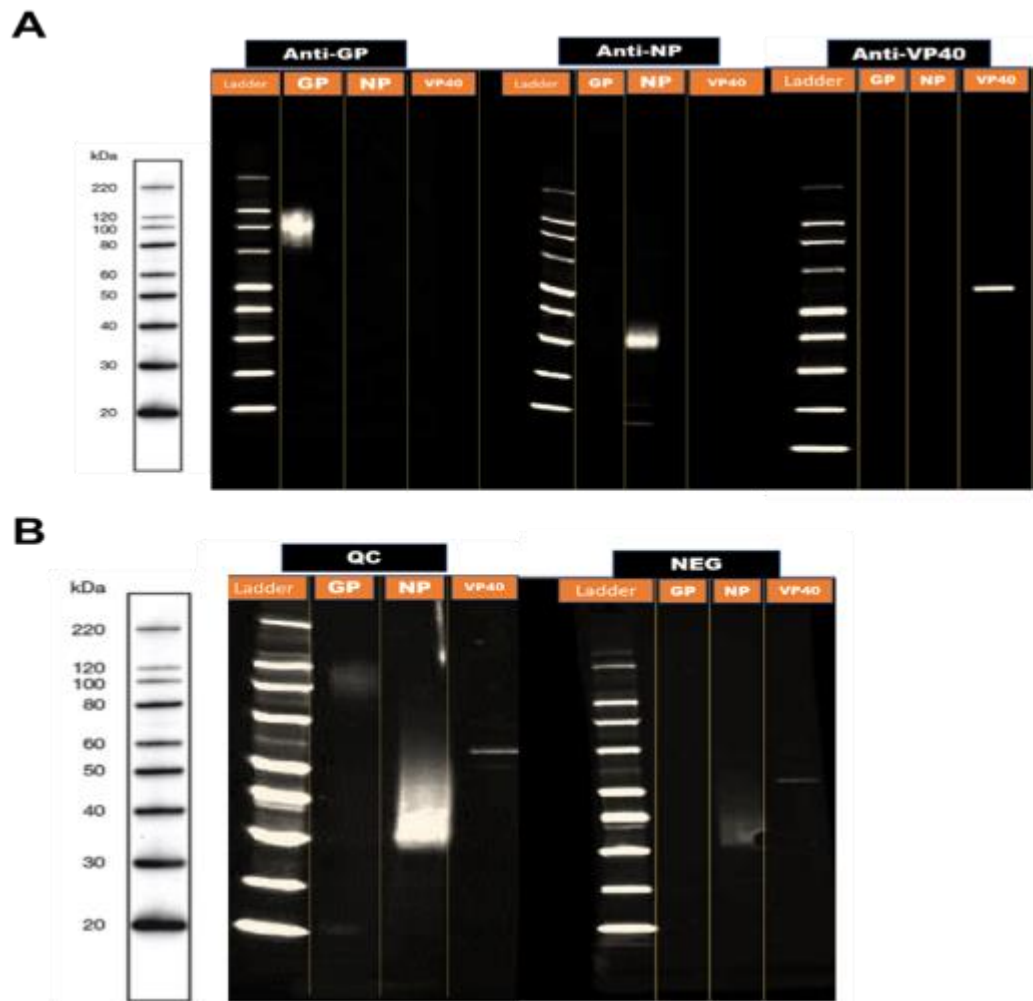 A
Anti-GP Anti-NP Anti-VP40
Ladder GP NP VP40 Ladder GP NP VP40 Ladder GP NP VP40
kDa
220
120
100
80
60
50
40
30
20
B
QC NEG
Ladder GP NP VP40 Ladder GP NP VP40
kDa
220
120
100
80
60
50
40
30
20